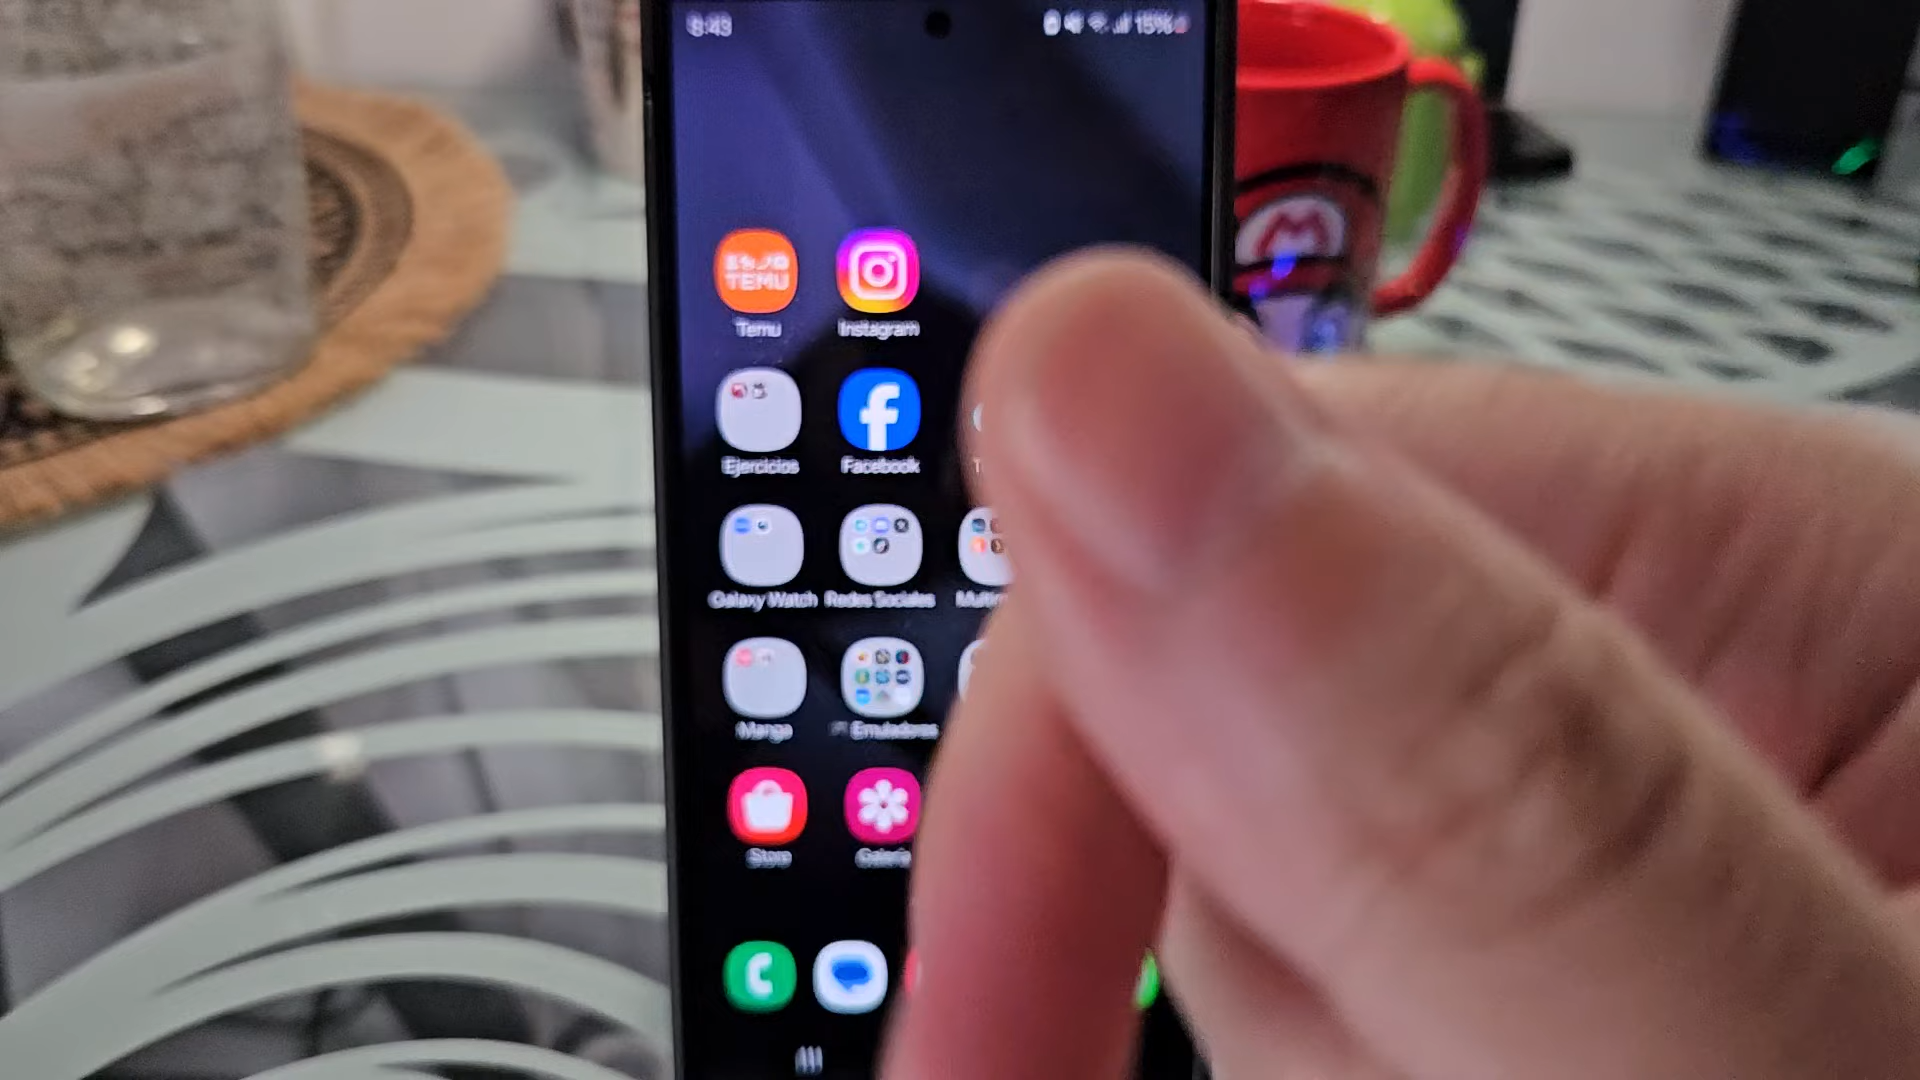 8:43 15%
TEMU
Temu Instagram
Ejercicios Facebook
Galaxy Watch Redes Sociales
Manga Emuladores
Store Galería
M